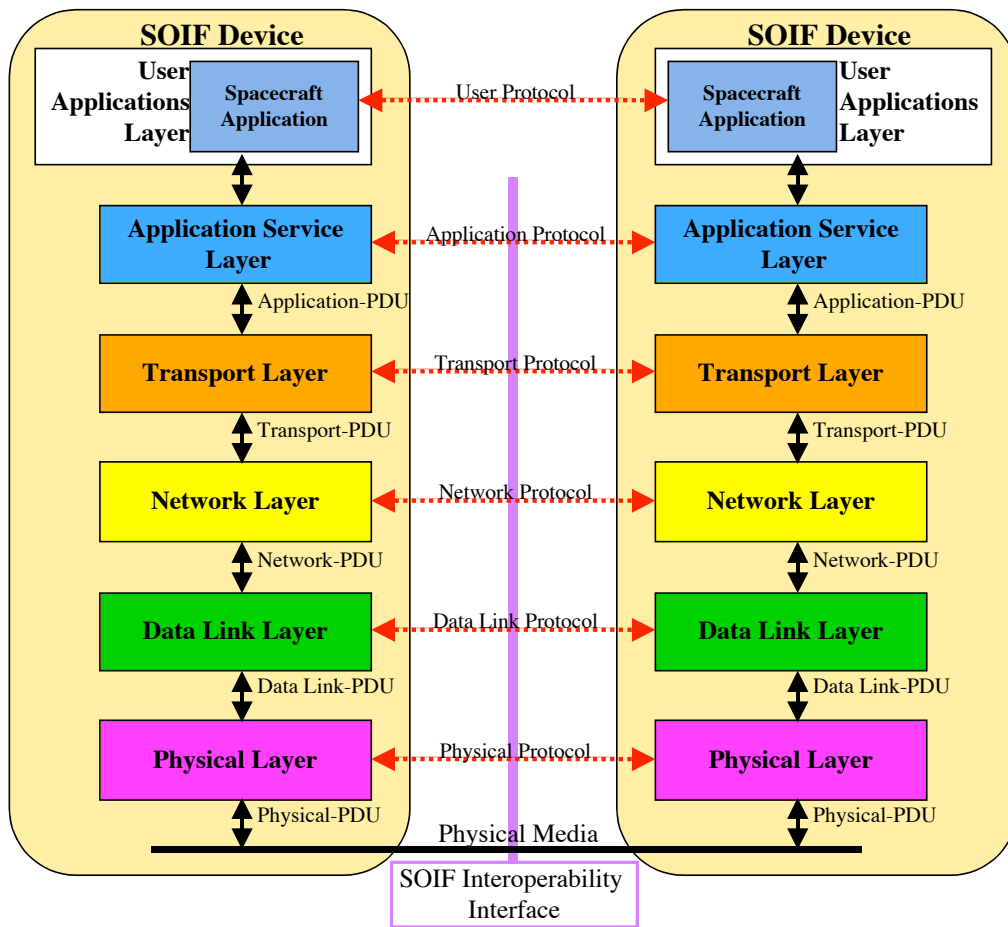 SOIF Device
SOIF Device
User
Applications
Layer
Spacecraft
Application
User Protocol
Spacecraft
Application
User
Applications
Layer
Application Service
Layer
Application Protocol
Application Service
Layer
Application-PDU
Application-PDU
Transport Layer
Transport Protocol
Transport Layer
Transport-PDU
Transport-PDU
Network Layer
Network Protocol
Network Layer
Network-PDU
Network-PDU
Data Link Layer
Data Link Protocol
Data Link Layer
Data Link-PDU
Data Link-PDU
Physical Layer
Physical Protocol
Physical Layer
Physical-PDU
Physical-PDU
Physical Media
SOIF Interoperability
Interface